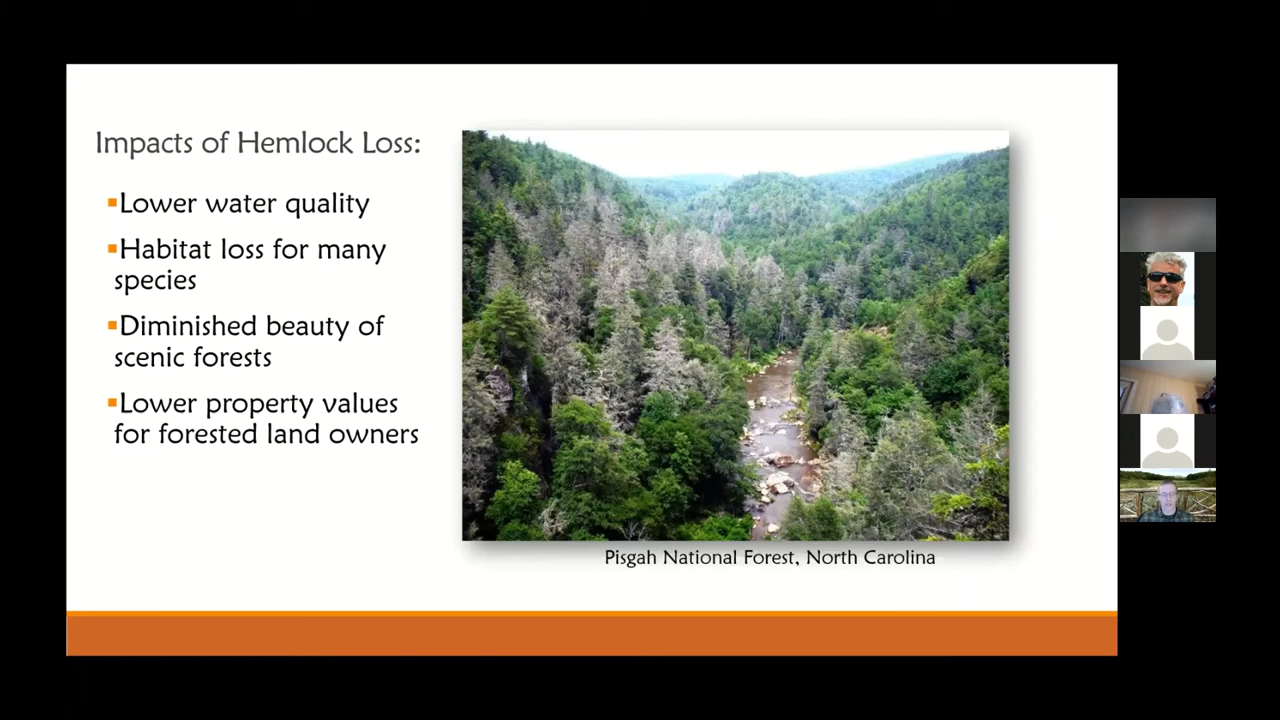 Impacts of Hemlock Loss:
▪Lower water quality
▪Habitat loss for many
species
▪Diminished beauty of
scenic forests
▪Lower property values
for forested land owners
Pisgah National Forest, North Carolina